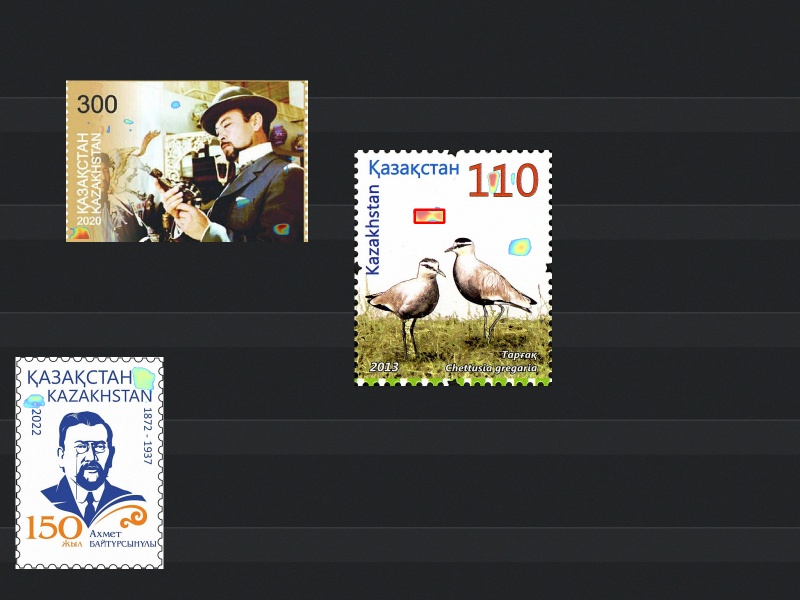 300
ҚАЗАҚСТАН
KAZAKHSTAN
2020
Қазақстан
110
Kazakhstan
2013
Тарғақ
Chettusia gregaria
ҚАЗАҚСТАН
KAZAKHSTAN
2022
1872 - 1937
150
жыл
Ахмет
БАЙТҰРСЫНҰЛЫ